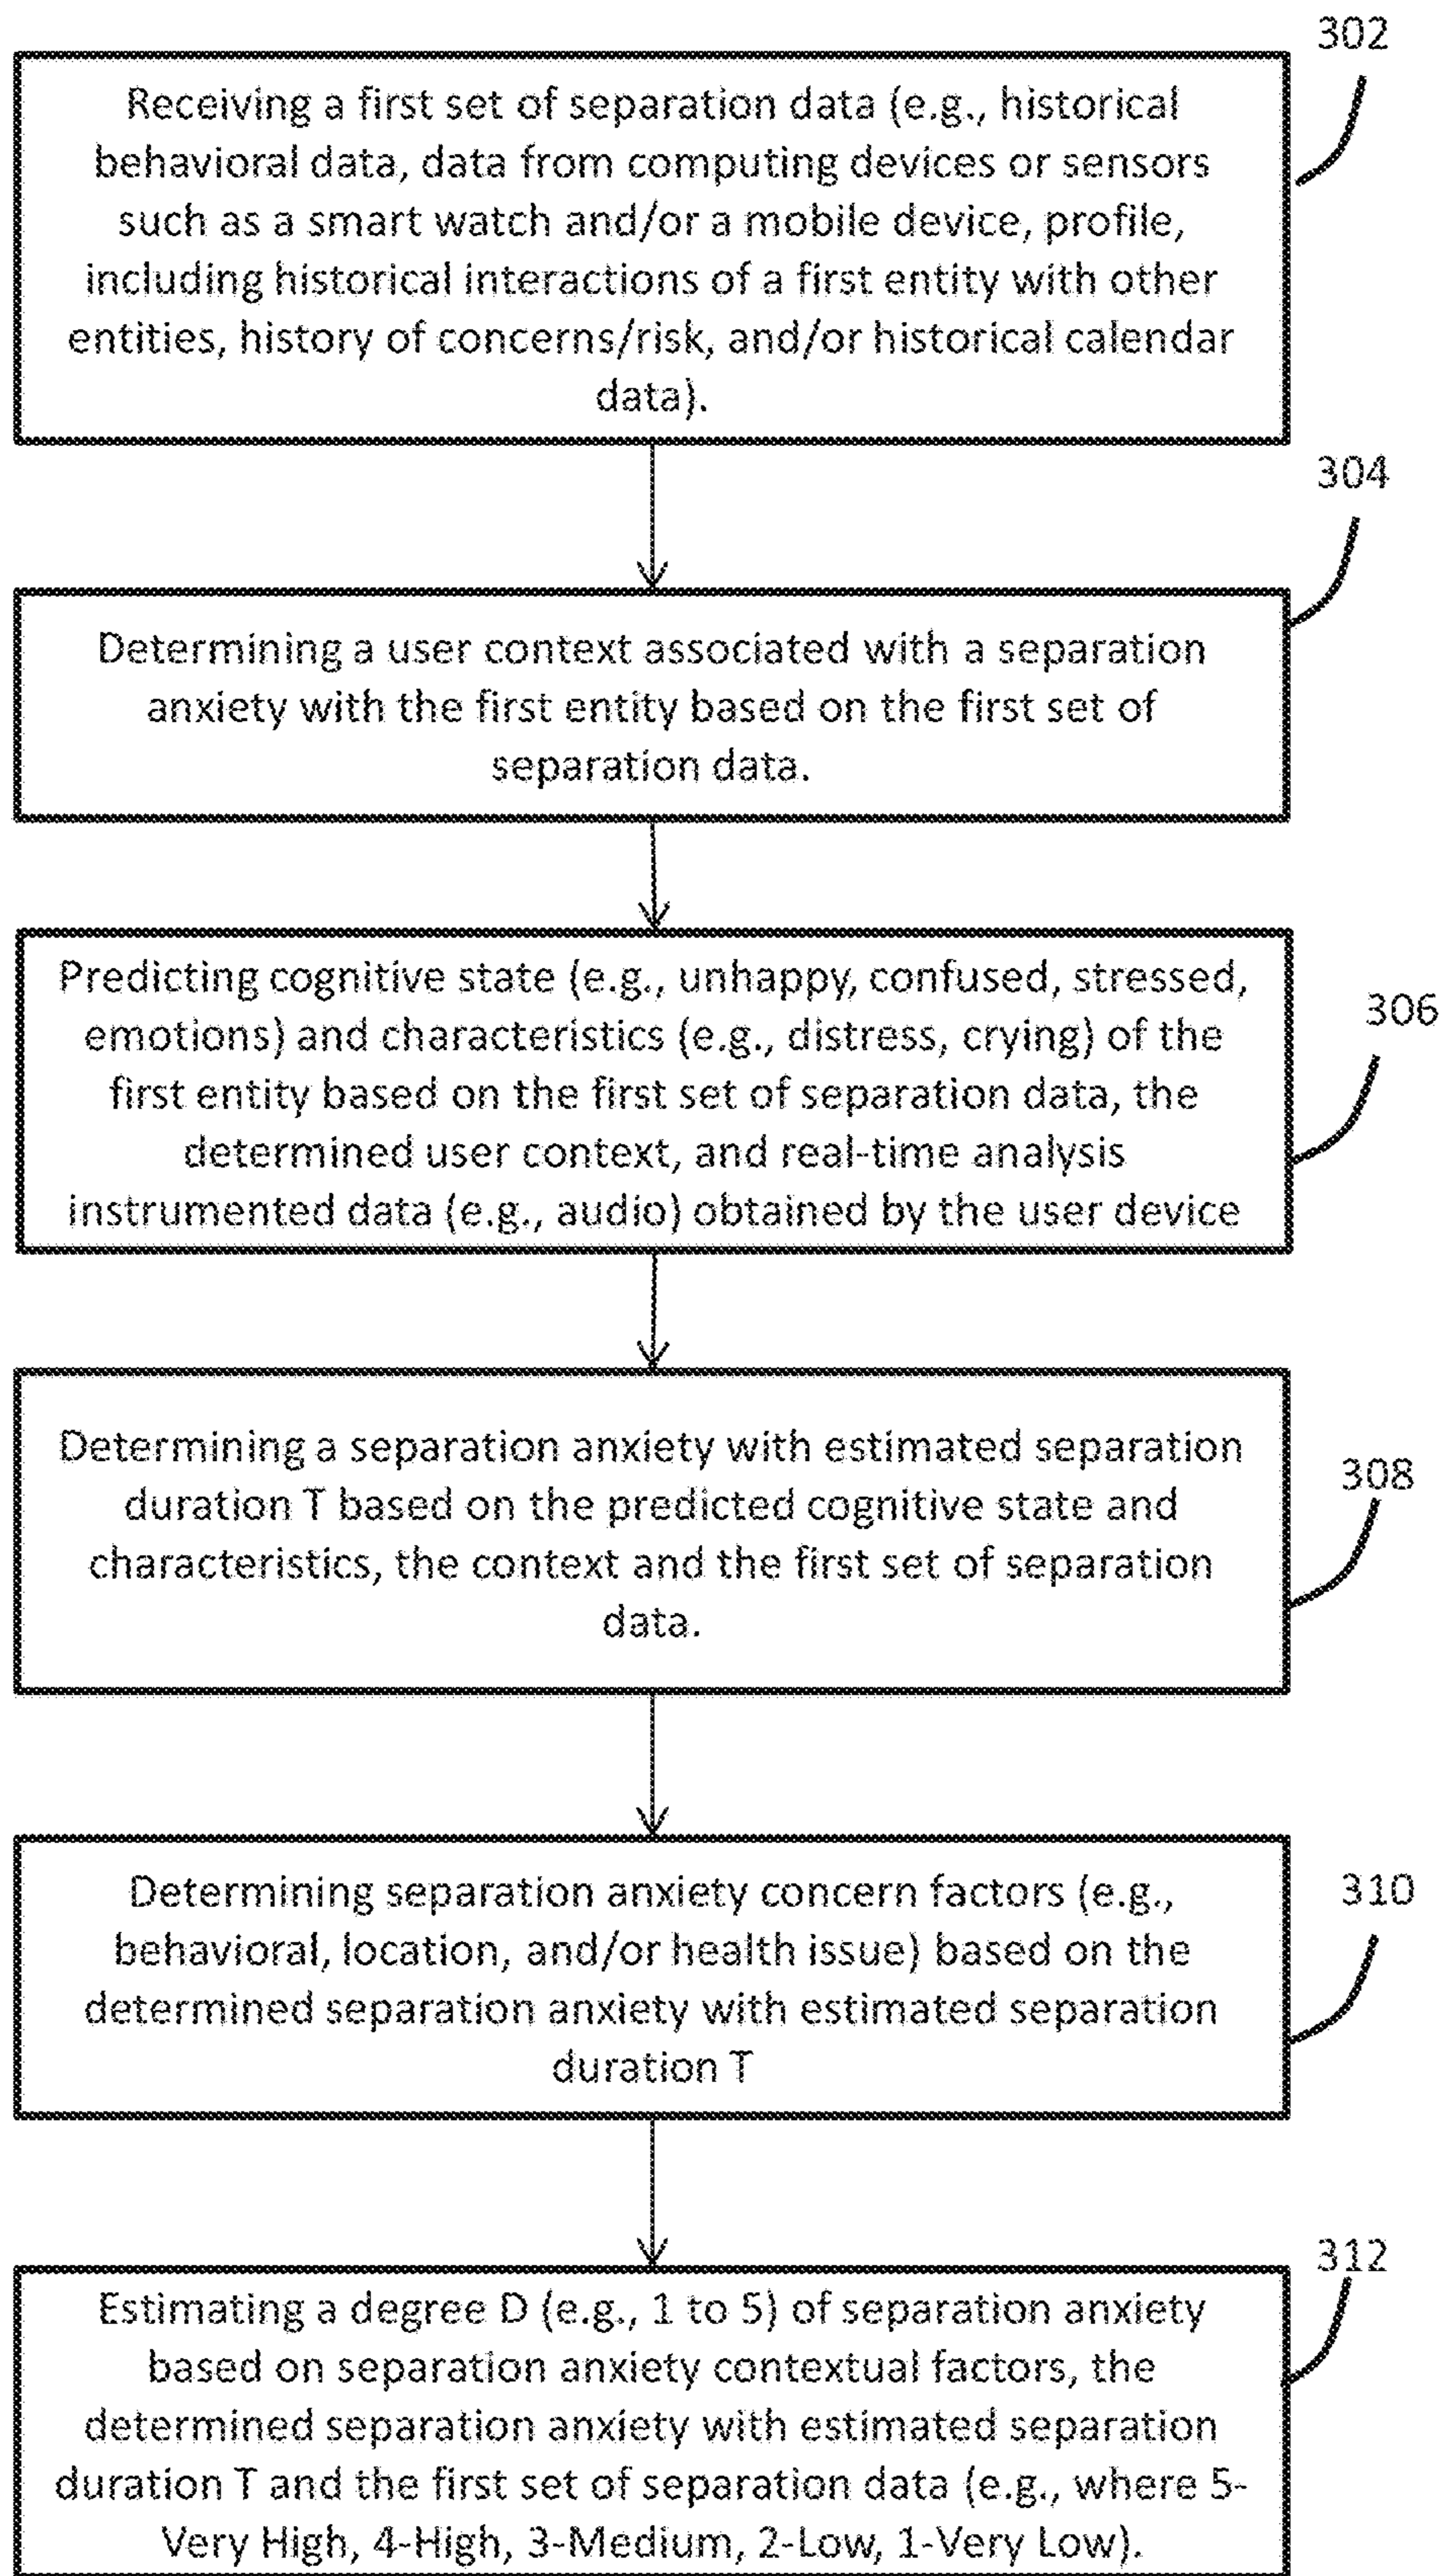 302
Receiving a first set of separation data (e.g., historical
behavioral data, data from computing devices or sensors
such as a smart watch and/or a mobile device, profile,
including historical interactions of a first entity with other
entities, history of concerns/risk, and/or historical calendar
data).
304
Determining a user context associated with a separation
anxiety with the first entity based on the first set of
separation data.
306
Predicting cognitive state (e.g., unhappy, confused, stressed,
emotions) and characteristics (e.g., distress, crying) of the
first entity based on the first set of separation data, the
determined user context, and real-time analysis
instrumented data (e.g., audio) obtained by the user device
308
Determining a separation anxiety with estimated separation
duration T based on the predicted cognitive state and
characteristics, the context and the first set of separation
data.
310
Determining separation anxiety concern factors (e.g.,
behavioral, location, and/or health issue) based on the
determined separation anxiety with estimated separation
duration T
312
Estimating a degree D (e.g., 1 to 5) of separation anxiety
based on separation anxiety contextual factors, the
determined separation anxiety with estimated separation
duration T and the first set of separation data (e.g., where 5-
Very High, 4-High, 3-Medium, 2-Low, 1-Very Low).